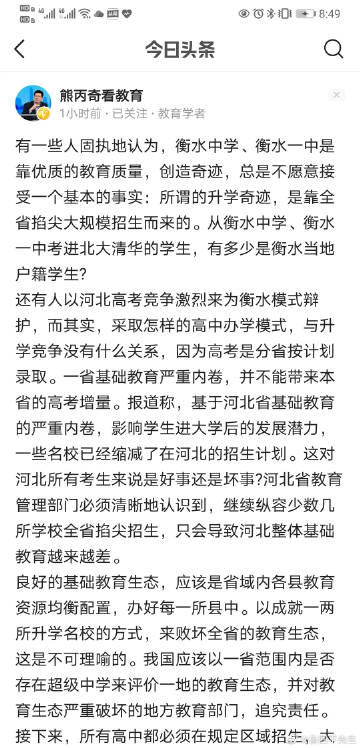 8:49
今日头条
熊丙奇看教育
1小时前 · 已关注 · 教育学者
有一些人固执地认为，衡水中学、衡水一中是
靠优质的教育质量，创造奇迹，总是不愿意接
受一个基本的事实：所谓的升学奇迹，是靠全
省掐尖大规模招生而来的。从衡水中学、衡水
一中考进北大清华的学生，有多少是衡水当地
户籍学生？
还有人以河北高考竞争激烈来为衡水模式辩
护，而其实，采取怎样的高中办学模式，与升
学竞争没有什么关系，因为高考是分省按计划
录取。一省基础教育严重内卷，并不能带来本
省的高考增量。报道称，基于河北省基础教育
的严重内卷，影响学生进大学后的发展潜力，
一些名校已经缩减了在河北的招生计划。这对
河北所有考生来说是好事还是坏事?河北省教育
管理部门必须清晰地认识到，继续纵容少数几
所学校全省掐尖招生，只会导致河北整体基础
教育越来越差。
良好的基础教育生态，应该是省域内各县教育
资源均衡配置，办好每一所县中。以成就一两
所升学名校的方式，来败坏全省的教育生态，
这是不可理喻的。我国应该以一省范围内是否
存在超级中学来评价一地的教育生态，并对教
育生态严重破坏的地方教育部门，追究责任。
接下来，所有高中都必须在规定区域招生，大